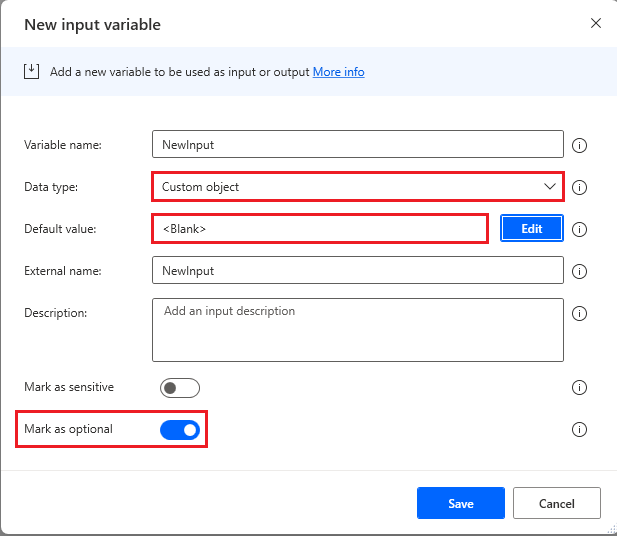 New input variable
Add a new variable to be used as input or output More info
Variable name: NewInput
Data type: Custom object
Default value: <Blank> Edit
External name: NewInput
Description: Add an input description
Mark as sensitive
Mark as optional
Save Cancel